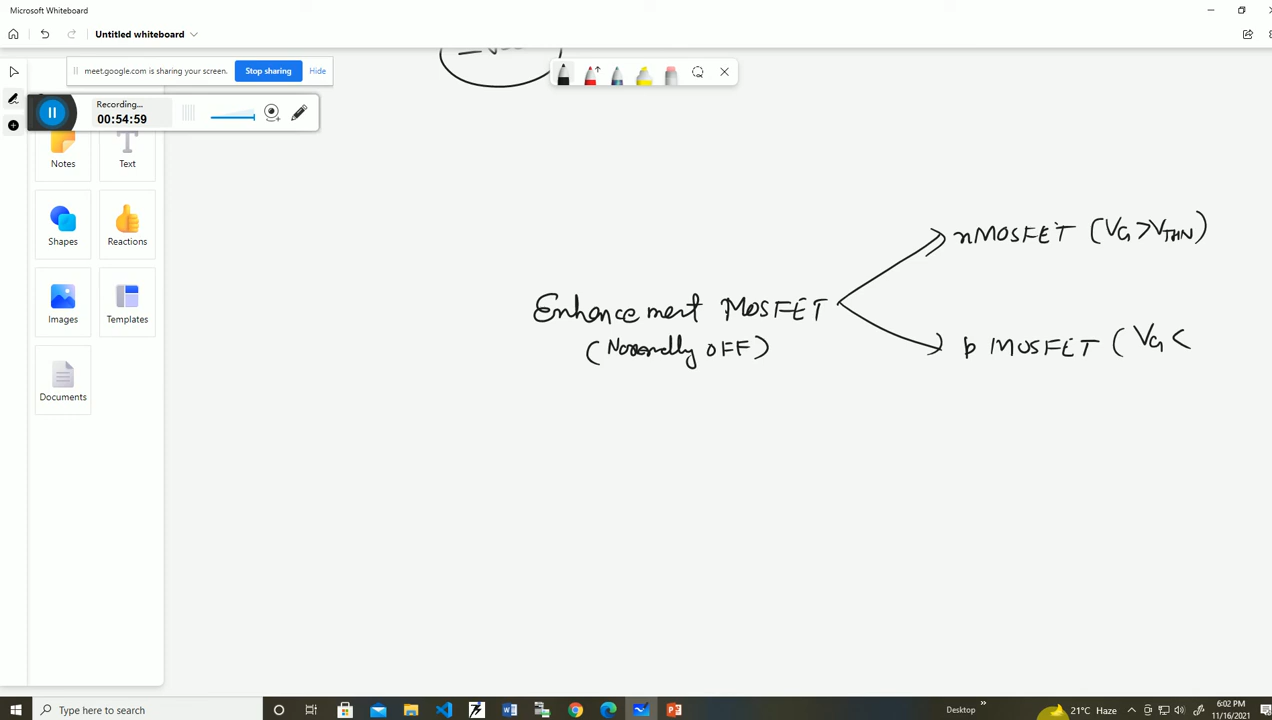 Microsoft Whiteboard
Untitled whiteboard
meet.google.com is sharing your screen.
Stop sharing
Hide
Recording...
00:54:59
Notes
Text
Shapes
Reactions
Images
Templates
Documents
nMOSFET (VG>VTHN)
Enhancement MOSFET
(Normally OFF)
p MOSFET (VG<
Type here to search
Desktop
21°C Haze
6:02 PM
11/16/2021